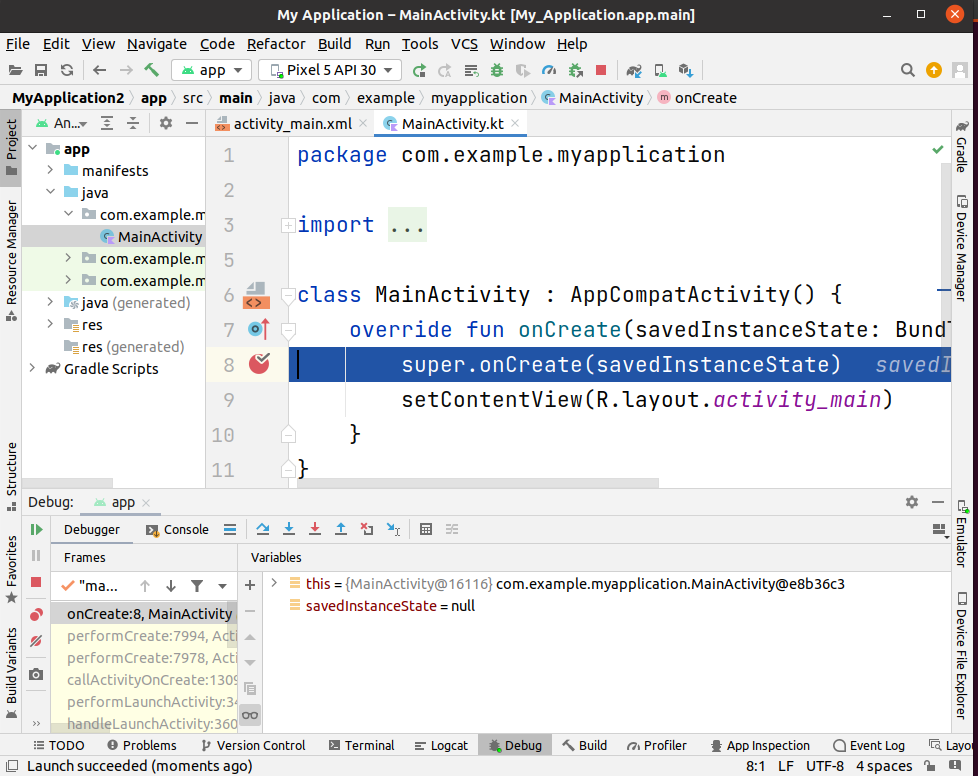 My Application – MainActivity.kt [My_Application.app.main]
File Edit View Navigate Code Refactor Build Run Tools VCS Window Help
app Pixel 5 API 30
MyApplication2 app src main java com example myapplication MainActivity m onCreate
Project
Resource Manager
Structure
Favorites
Build Variants
An...
app
manifests
java
com.example.m
MainActivity
com.example.m
com.example.m
java (generated)
res
res (generated)
Gradle Scripts
activity_main.xml MainActivity.kt
1 package com.example.myapplication
2
3 import ...
5
6 class MainActivity : AppCompatActivity() {
7 override fun onCreate(savedInstanceState: Bund
8 super.onCreate(savedInstanceState) savedI
9 setContentView(R.layout.activity_main)
10 }
11 }
Gradle
Device Manager
Emulator
Device File Explorer
Debug: app
Debugger Console
Frames Variables
"ma...
onCreate:8, MainActivity
performCreate:7994, Acti
performCreate:7978, Acti
callActivityOnCreate:1309
performLaunchActivity:34
handleLaunchActivity:360
this = {MainActivity@16116} com.example.myapplication.MainActivity@e8b36c3
savedInstanceState = null
TODO Problems Version Control Terminal Logcat Debug Build Profiler App Inspection Event Log Layou
Launch succeeded (moments ago) 8:1 LF UTF-8 4 spaces